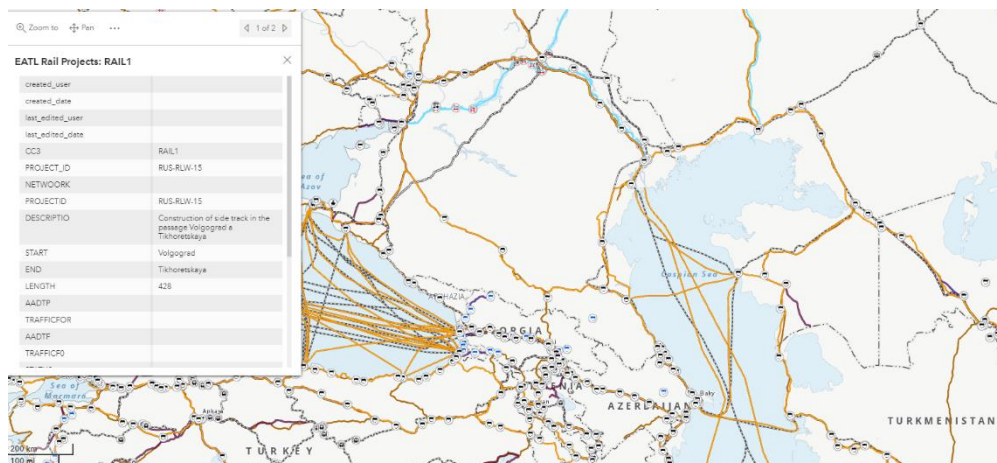 Zoom to Pan ... 1 of 2
EATL Rail Projects: RAIL1
created_user
created_date
last_edited_user
last_edited_date
CC3 RAIL1
PROJECT_ID RUS-RLW-15
NETWOORK
PROJECTID RUS-RLW-15
DESCRIPTIO Construction of side track in the
passage Volgograd a
Tikhoretskaya
START Volgograd
END Tikhoretskaya
LENGTH 428
AADTP
TRAFFICFOR
AADTF
TRAFFICF0
ea of
Azov
Caspian Sea
GEORGIA
Sea of
Marmara
Ankara
AZERBAIJAN
Baky
TURKMENISTAN
TURKEY
200 km
100 mi